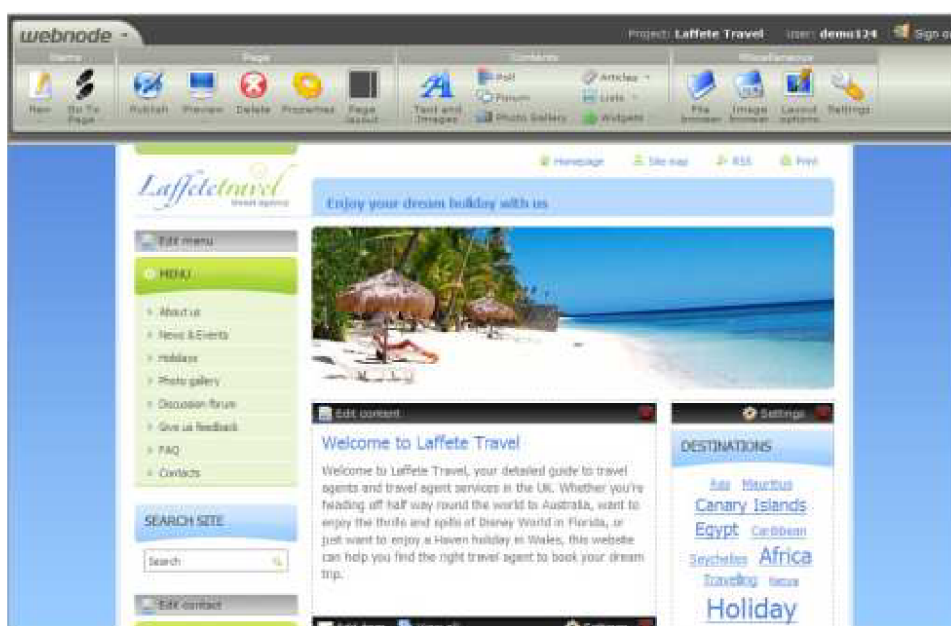 webnode
Project: Laffete Travel User: demo124 Sign ou
Page Contents Miscellaneous
New Go To Page
Publish Preview Delete Properties Page layout
Text and Images
Poll
Forum
Photo Gallery
Articles
Lists
Widgets
File browser Image browser Layout options Settings
Laffetetravel
travel agency
Homepage Site map RSS Print
Enjoy your dream holiday with us
Edit menu
MENU
About us
News & Events
Holidays
Photo gallery
Discussion forum
Give us feedback
FAQ
Contacts
SEARCH SITE
Search
Edit contact
Edit content
Welcome to Laffete Travel
Welcome to Laffete Travel, your detailed guide to travel
agents and travel agent services in the UK. Whether you're
heading off half way round the world to Australia, want to
enjoy the thrills and spills of Disney World in Florida, or
just want to enjoy a Haven holiday in Wales, this website
can help you find the right travel agent to book your dream
trip.
Settings
DESTINATIONS
Asia Mauritius
Canary Islands
Egypt Caribbean
Seychelles Africa
Travelling
Holiday